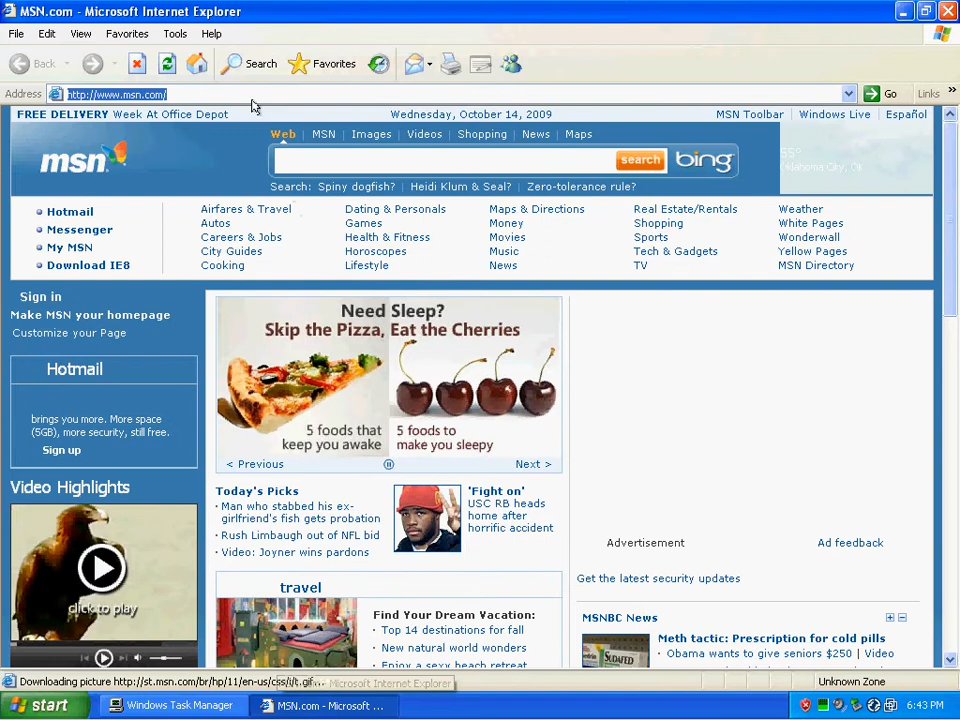 MSN.com - Microsoft Internet Explorer
File Edit View Favorites Tools Help
Back Search Favorites
Address http://www.msn.com/ Go Links »
FREE DELIVERY Week At Office Depot Wednesday, October 14, 2009 MSN Toolbar Windows Live Español
Web MSN Images Videos Shopping News Maps
msn search bing
55°
Oklahoma City, OK
Search: Spiny dogfish? Heidi Klum & Seal? Zero-tolerance rule?
Hotmail Airfares & Travel Dating & Personals Maps & Directions Real Estate/Rentals Weather
Messenger Autos Games Money Shopping White Pages
My MSN Careers & Jobs Health & Fitness Movies Sports Wonderwall
City Guides Horoscopes Music Tech & Gadgets Yellow Pages
Download IE8 Cooking Lifestyle News TV MSN Directory
Sign in
Make MSN your homepage
Customize your Page
Hotmail
brings you more. More space
(5GB), more security, still free.
Sign up
Video Highlights
click to play
Need Sleep?
Skip the Pizza, Eat the Cherries
5 foods that
keep you awake
5 foods to
make you sleepy
< Previous Next >
Today's Picks
Man who stabbed his ex-
girlfriend's fish gets probation
Rush Limbaugh out of NFL bid
Video: Joyner wins pardons
'Fight on'
USC RB heads
home after
horrific accident
travel
Find Your Dream Vacation:
Top 14 destinations for fall
New natural world wonders
Enjoy a sexy beach retreat
Advertisement Ad feedback
Get the latest security updates
MSNBC News
SUDAFED
Meth tactic: Prescription for cold pills
Obama wants to give seniors $250 | Video
Downloading picture http://st.msn.com/br/hp/11/en-us/css/i/t.gif... Microsoft Internet Explorer Unknown Zone
start Windows Task Manager MSN.com - Microsoft ... 6:43 PM